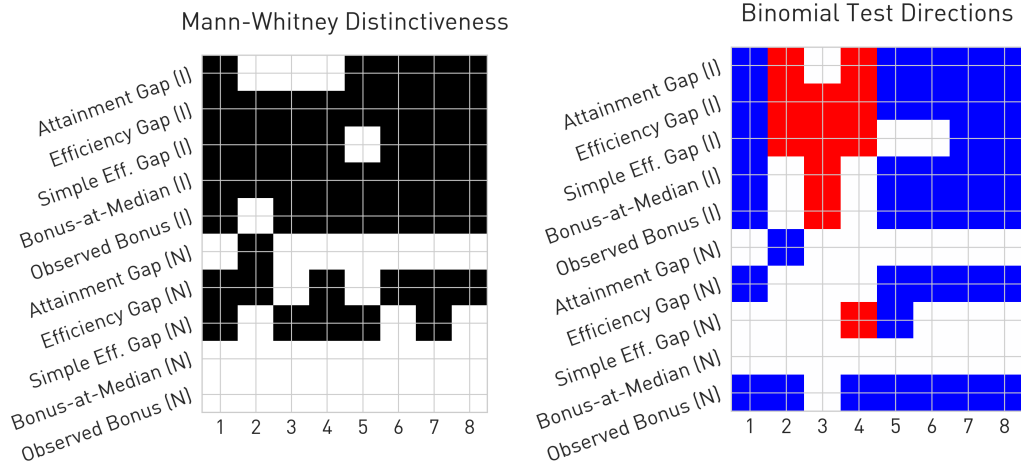 Mann-Whitney Distinctiveness
Attainment Gap (I)
Efficiency Gap (I)
Simple Eff. Gap (I)
Bonus-at-Median (I)
Observed Bonus (I)
Attainment Gap (N)
Efficiency Gap (N)
Simple Eff. Gap (N)
Bonus-at-Median (N)
Observed Bonus (N)
1 2 3 4 5 6 7 8
Binomial Test Directions
Attainment Gap (I)
Efficiency Gap (I)
Simple Eff. Gap (I)
Bonus-at-Median (I)
Observed Bonus (I)
Attainment Gap (N)
Efficiency Gap (N)
Simple Eff. Gap (N)
Bonus-at-Median (N)
Observed Bonus (N)
1 2 3 4 5 6 7 8